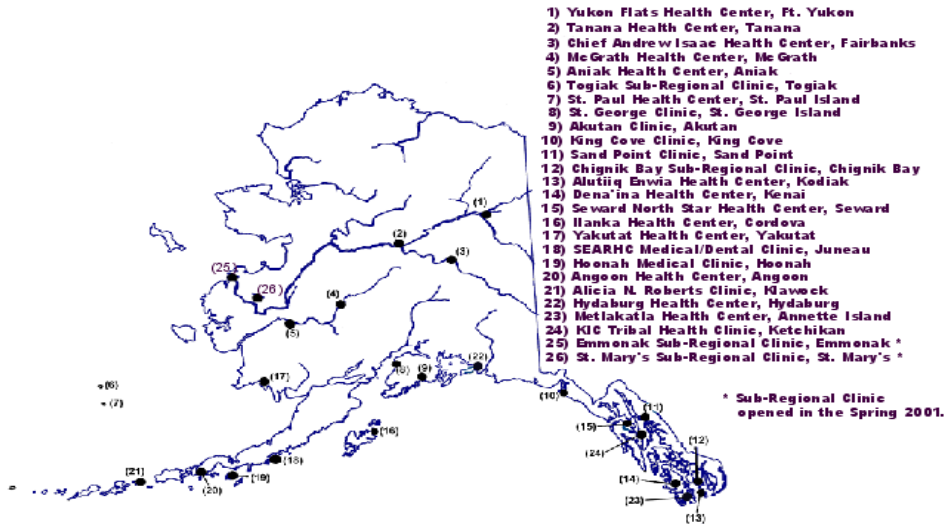 1) Yukon Flats Health Center, Ft. Yukon
2) Tanana Health Center, Tanana
3) Chief Andrew Isaac Health Center, Fairbanks
4) McGrath Health Center, McGrath
5) Aniak Health Center, Aniak
6) Togiak Sub-Regional Clinic, Togiak
7) St. Paul Health Center, St. Paul Island
8) St. George Clinic, St. George Island
9) Akutan Clinic, Akutan
10) King Cove Clinic, King Cove
11) Sand Point Clinic, Sand Point
12) Chignik Bay Sub-Regional Clinic, Chignik Bay
13) Alutiiq Enwia Health Center, Kodiak
14) Dena'ina Health Center, Kenai
15) Seward North Star Health Center, Seward
16) Ilanka Health Center, Cordova
17) Yakutat Health Center, Yakutat
18) SEARHC Medical/Dental Clinic, Juneau
19) Hoonah Medical Clinic, Hoonah
20) Angoon Health Center, Angoon
21) Alicia N. Roberts Clinic, Klawock
22) Hydaburg Health Center, Hydaburg
23) Metlakatla Health Center, Annette Island
24) KIC Tribal Health Clinic, Ketchikan
25) Emmonak Sub-Regional Clinic, Emmonak *
26) St. Mary's Sub-Regional Clinic, St. Mary's *
* Sub-Regional Clinic
opened in the Spring 2001.
(1)
(2)
(3)
(25)
(26)
(4)
(5)
(22)
(8)
(9)
(17)
(6)
(7)
(10)
(11)
(15)
(16)
(12)
(24)
(18)
(19)
(20)
(21)
(14)
(23)
(13)